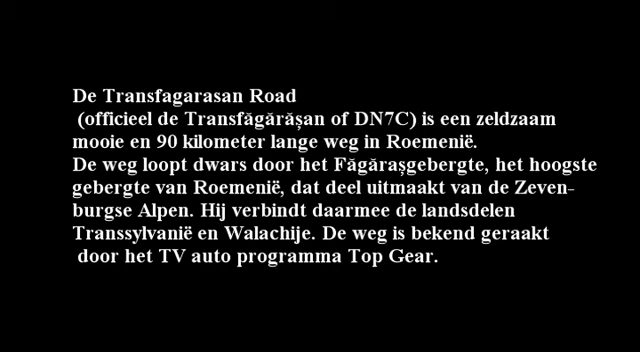 De Transfagarasan Road
(officieel de Transfăgărășan of DN7C) is een zeldzaam
mooie en 90 kilometer lange weg in Roemenië.
De weg loopt dwars door het Făgărașgebergte, het hoogste
gebergte van Roemenië, dat deel uitmaakt van de Zeven-
burgse Alpen. Hij verbindt daarmee de landsdelen
Transsylvanië en Walachije. De weg is bekend geraakt
door het TV auto programma Top Gear.